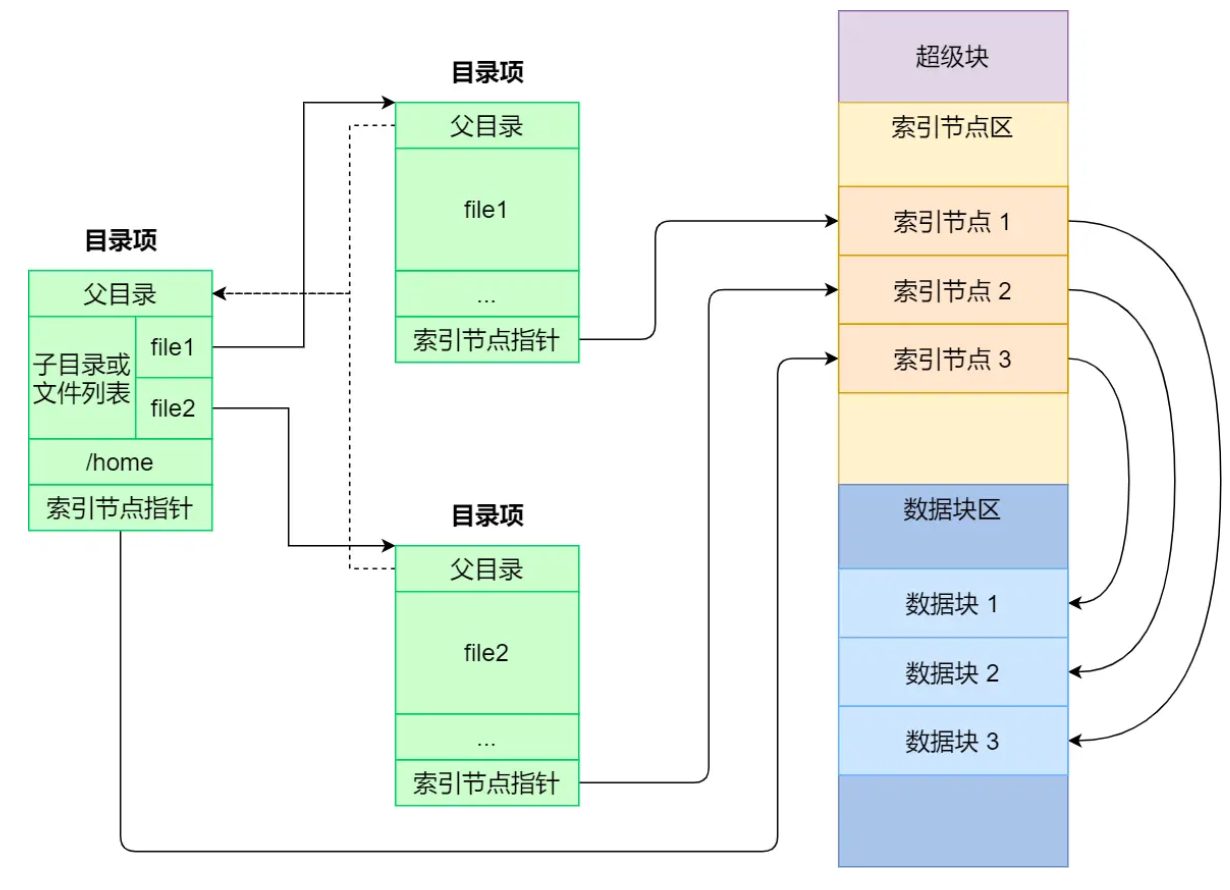 目录项
父目录
子目录或
文件列表
file1
file2
/home
索引节点指针
目录项
父目录
file1
...
索引节点指针
目录项
父目录
file2
...
索引节点指针
超级块
索引节点区
索引节点 1
索引节点 2
索引节点 3
数据块区
数据块 1
数据块 2
数据块 3